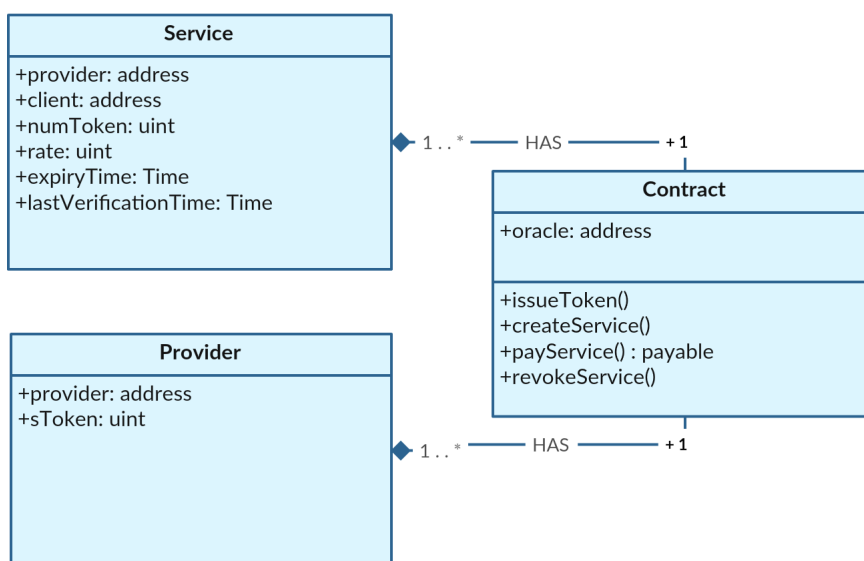 Service
+provider: address
+client: address
+numToken: uint
+rate: uint
+expiryTime: Time
+lastVerificationTime: Time
1 . . * HAS +1
Contract
+oracle: address
+issueToken()
+createService()
+payService() : payable
+revokeService()
Provider
+provider: address
+sToken: uint
1 . . * HAS +1